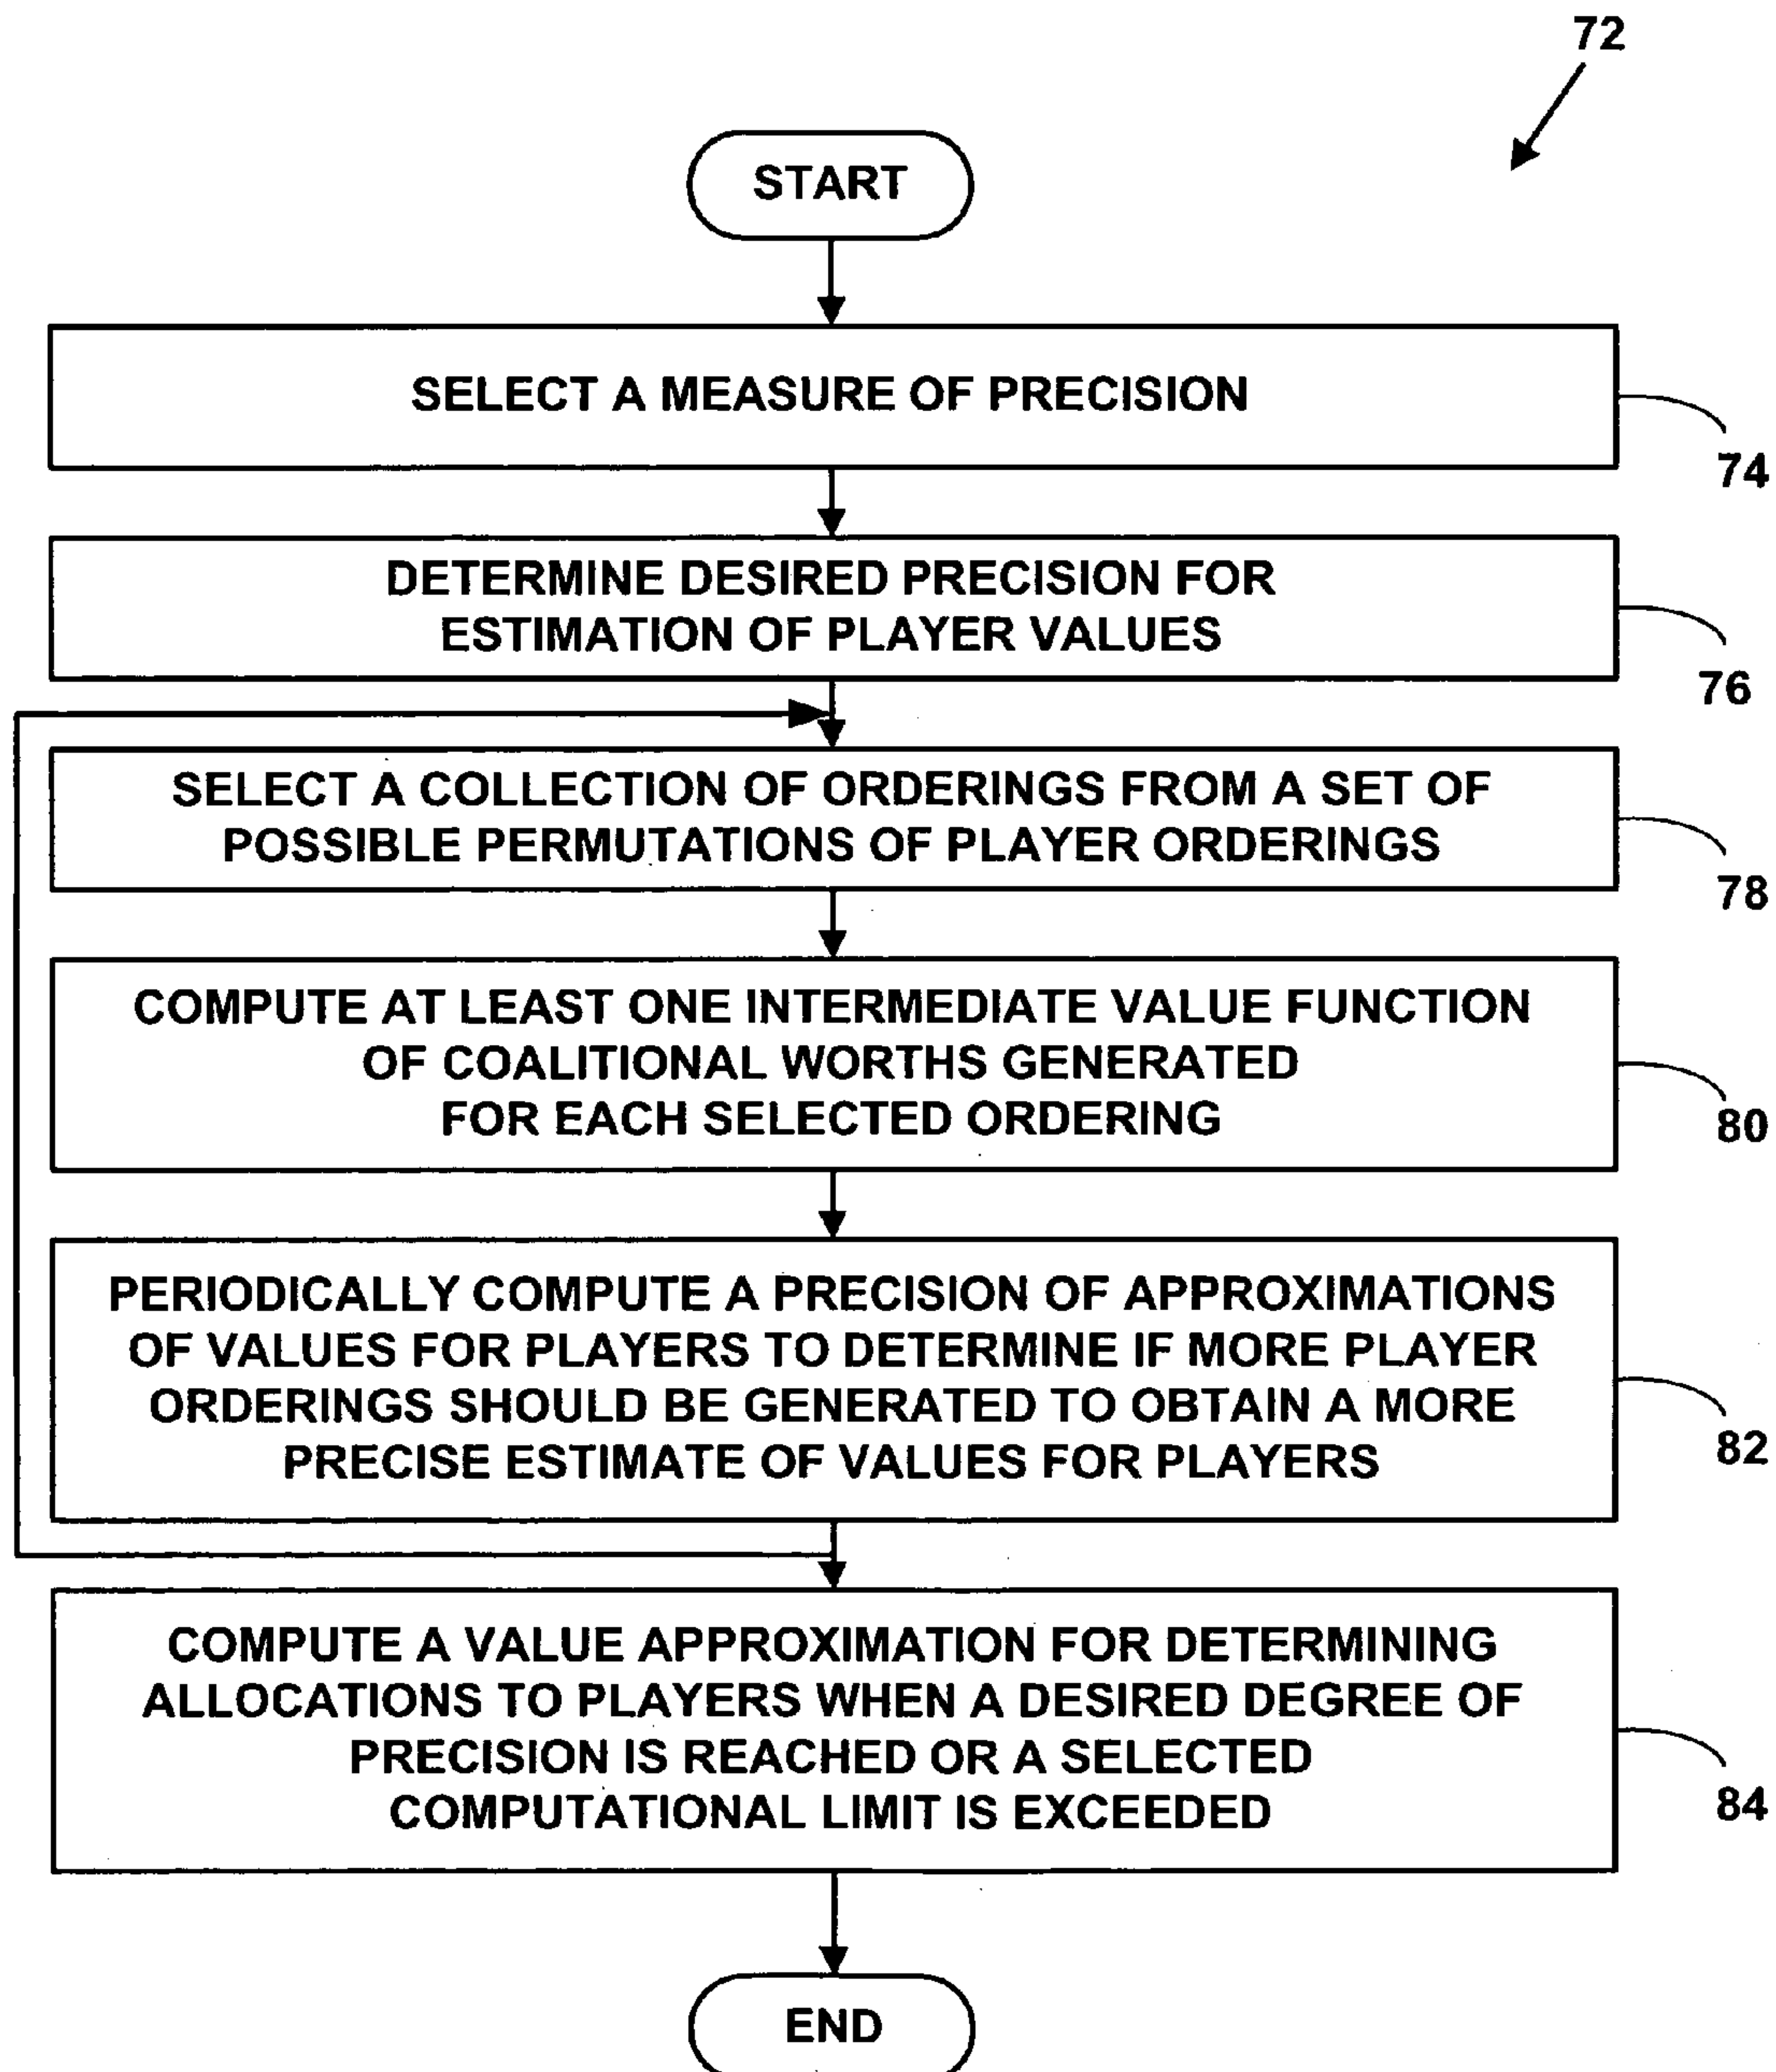 72
START
SELECT A MEASURE OF PRECISION
74
DETERMINE DESIRED PRECISION FOR
ESTIMATION OF PLAYER VALUES
76
SELECT A COLLECTION OF ORDERINGS FROM A SET OF
POSSIBLE PERMUTATIONS OF PLAYER ORDERINGS
78
COMPUTE AT LEAST ONE INTERMEDIATE VALUE FUNCTION
OF COALITIONAL WORTHS GENERATED
FOR EACH SELECTED ORDERING
80
PERIODICALLY COMPUTE A PRECISION OF APPROXIMATIONS
OF VALUES FOR PLAYERS TO DETERMINE IF MORE PLAYER
ORDERINGS SHOULD BE GENERATED TO OBTAIN A MORE
PRECISE ESTIMATE OF VALUES FOR PLAYERS
82
COMPUTE A VALUE APPROXIMATION FOR DETERMINING
ALLOCATIONS TO PLAYERS WHEN A DESIRED DEGREE OF
PRECISION IS REACHED OR A SELECTED
COMPUTATIONAL LIMIT IS EXCEEDED
84
END